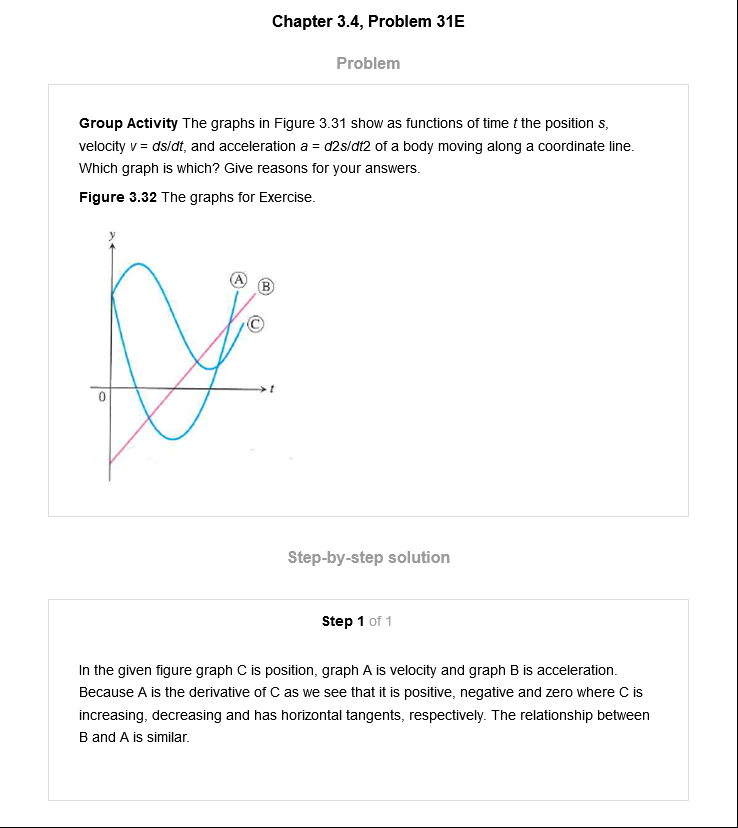 Chapter 3.4, Problem 31E
Problem
Group Activity The graphs in Figure 3.31 show as functions of time t the position s,
velocity v = ds/dt, and acceleration a = d2s/dt2 of a body moving along a coordinate line.
Which graph is which? Give reasons for your answers.
Figure 3.32 The graphs for Exercise.
y
A
B
C
t
0
Step-by-step solution
Step 1 of 1
In the given figure graph C is position, graph A is velocity and graph B is acceleration.
Because A is the derivative of C as we see that it is positive, negative and zero where C is
increasing, decreasing and has horizontal tangents, respectively. The relationship between
B and A is similar.